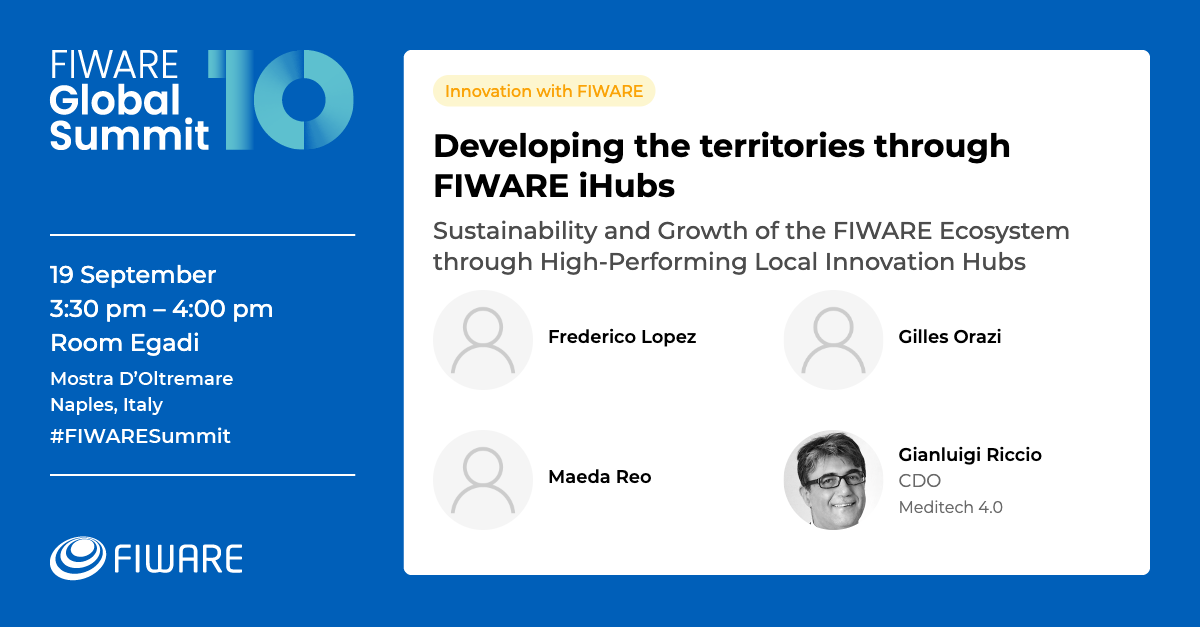 FIWARE
Global
Summit
10
19 September
3:30 pm – 4:00 pm
Room Egadi
Mostra D’Oltremare
Naples, Italy
#FIWARESummit
FIWARE
Innovation with FIWARE
Developing the territories through
FIWARE iHubs
Sustainability and Growth of the FIWARE Ecosystem
through High-Performing Local Innovation Hubs
Frederico Lopez
Gilles Orazi
Maeda Reo
Gianluigi Riccio
CDO
Meditech 4.0